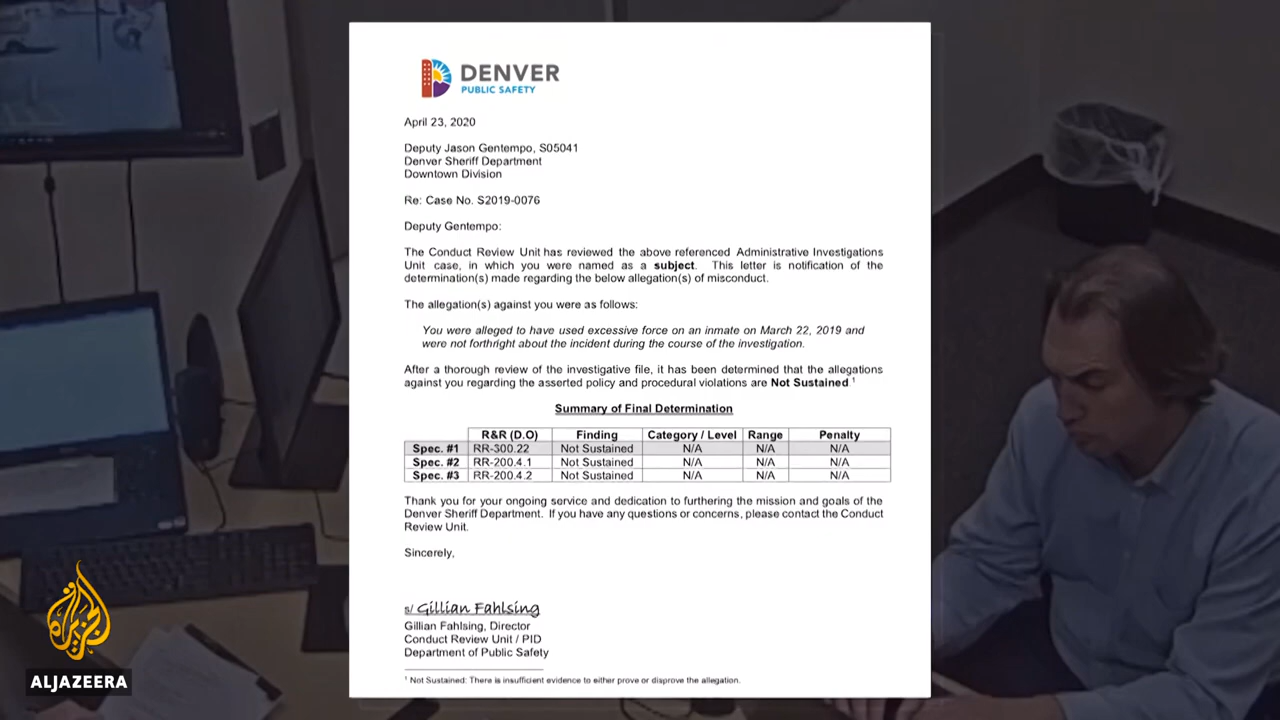 DENVER
PUBLIC SAFETY
April 23, 2020
Deputy Jason Gentempo, S05041
Denver Sheriff Department
Downtown Division
Re: Case No. S2019-0076
Deputy Gentempo:
The Conduct Review Unit has reviewed the above referenced Administrative Investigations
Unit case, in which you were named as a subject. This letter is notification of the
determination(s) made regarding the below allegation(s) of misconduct.
The allegation(s) against you were as follows:
You were alleged to have used excessive force on an inmate on March 22, 2019 and
were not forthright about the incident during the course of the investigation.
After a thorough review of the investigative file, it has been determined that the allegations
against you regarding the asserted policy and procedural violations are Not Sustained 1
Summary of Final Determination
R&R (D.O) Finding Category / Level Range Penalty
Spec. #1 RR-300.22 Not Sustained N/A N/A N/A
Spec. #2 RR-200.4.1 Not Sustained N/A N/A N/A
Spec. #3 RR-200.4.2 Not Sustained N/A N/A N/A
Thank you for your ongoing service and dedication to furthering the mission and goals of the
Denver Sheriff Department. If you have any questions or concerns, please contact the Conduct
Review Unit.
Sincerely,
s/ Gillian Fahlsing
Gillian Fahlsing, Director
Conduct Review Unit / PID
Department of Public Safety
1 Not Sustained: There is insufficient evidence to either prove or disprove the allegation.
الجزيرة
ALJAZEERA